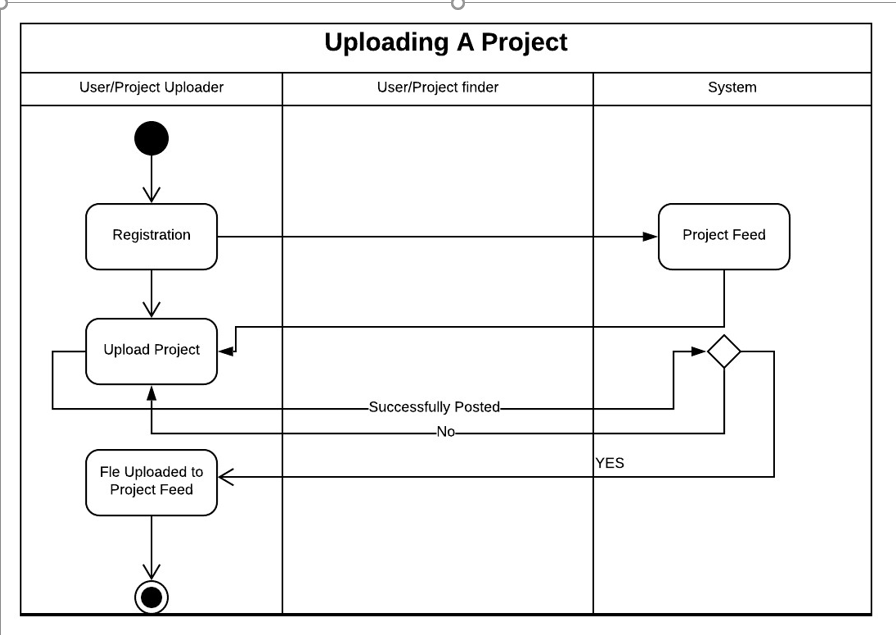 Uploading A Project
User/Project Uploader
User/Project finder
System
Registration
Project Feed
Upload Project
Successfully Posted
No
YES
Fle Uploaded to
Project Feed